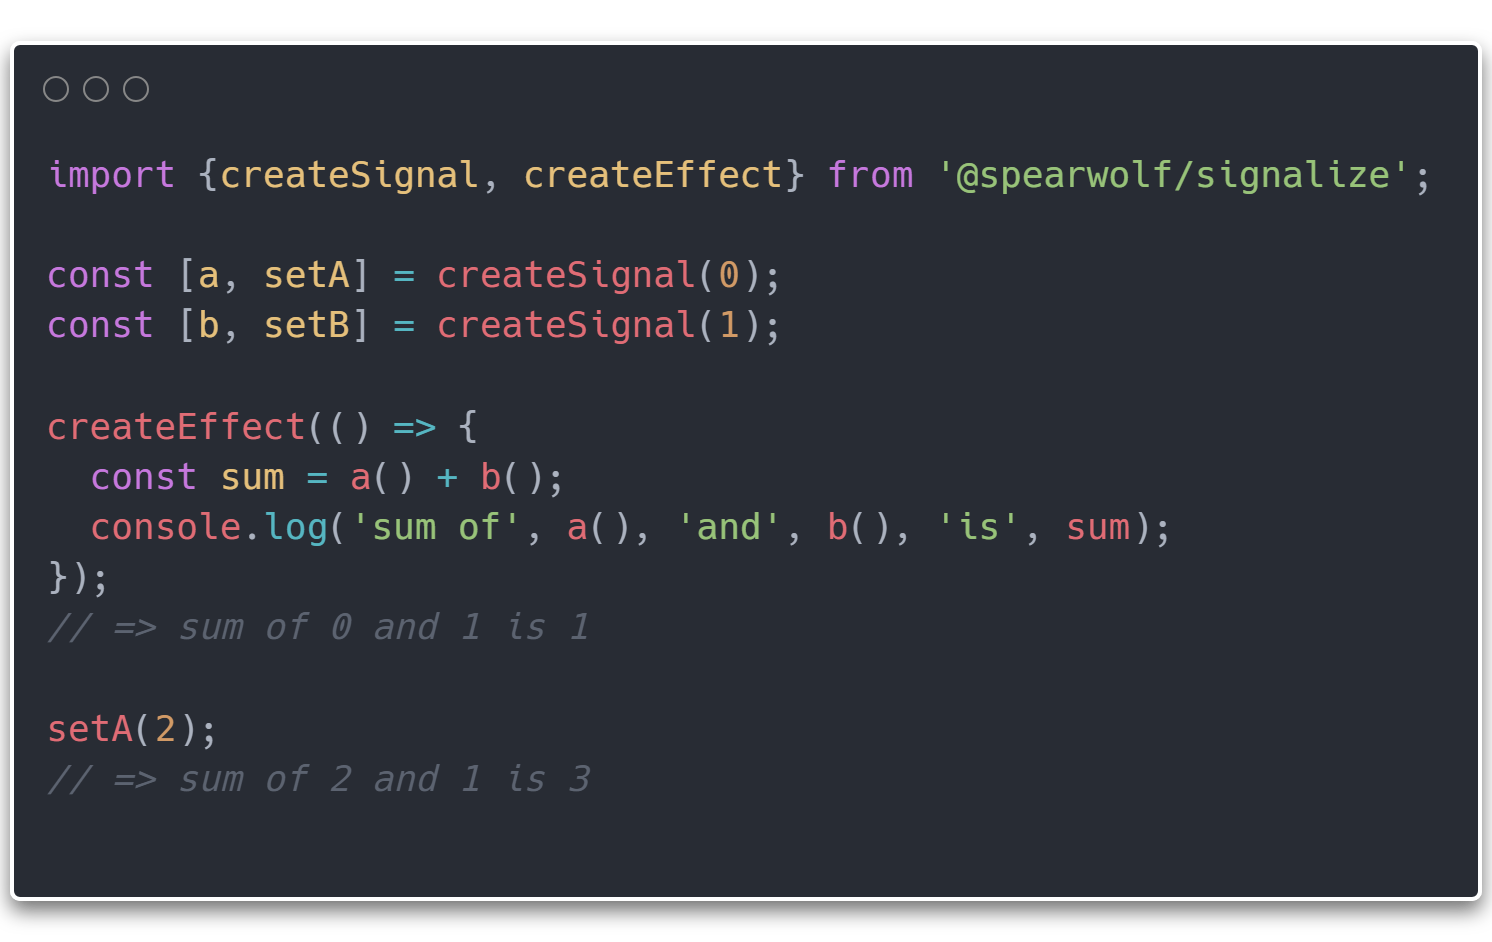 import {createSignal, createEffect} from '@spearwolf/signalize';
const [a, setA] = createSignal(0);
const [b, setB] = createSignal(1);
createEffect(() => {
  const sum = a() + b();
  console.log('sum of', a(), 'and', b(), 'is', sum);
});
// => sum of 0 and 1 is 1
setA(2);
// => sum of 2 and 1 is 3